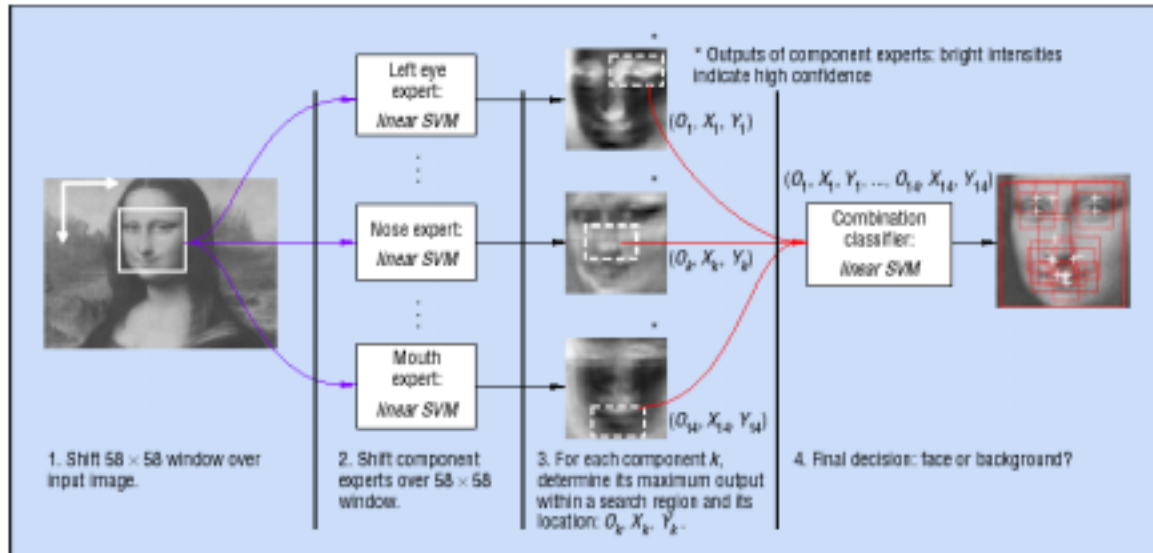 * Outputs of component experts: bright intensities
indicate high confidence
Left eye
expert:
linear SVM
*
(O1, X1, Y1)
Nose expert:
linear SVM
*
(Ok, Xk, Yk)
Mouth
expert:
linear SVM
*
(O14, X14, Y14)
(O1, X1, Y1, ..., O14, X14, Y14)
Combination
classifier:
linear SVM
1. Shift 58 × 58 window over
input image.
2. Shift component
experts over 58 × 58
window.
3. For each component k,
determine its maximum output
within a search region and its
location: Ok, Xk, Yk.
4. Final decision: face or background?